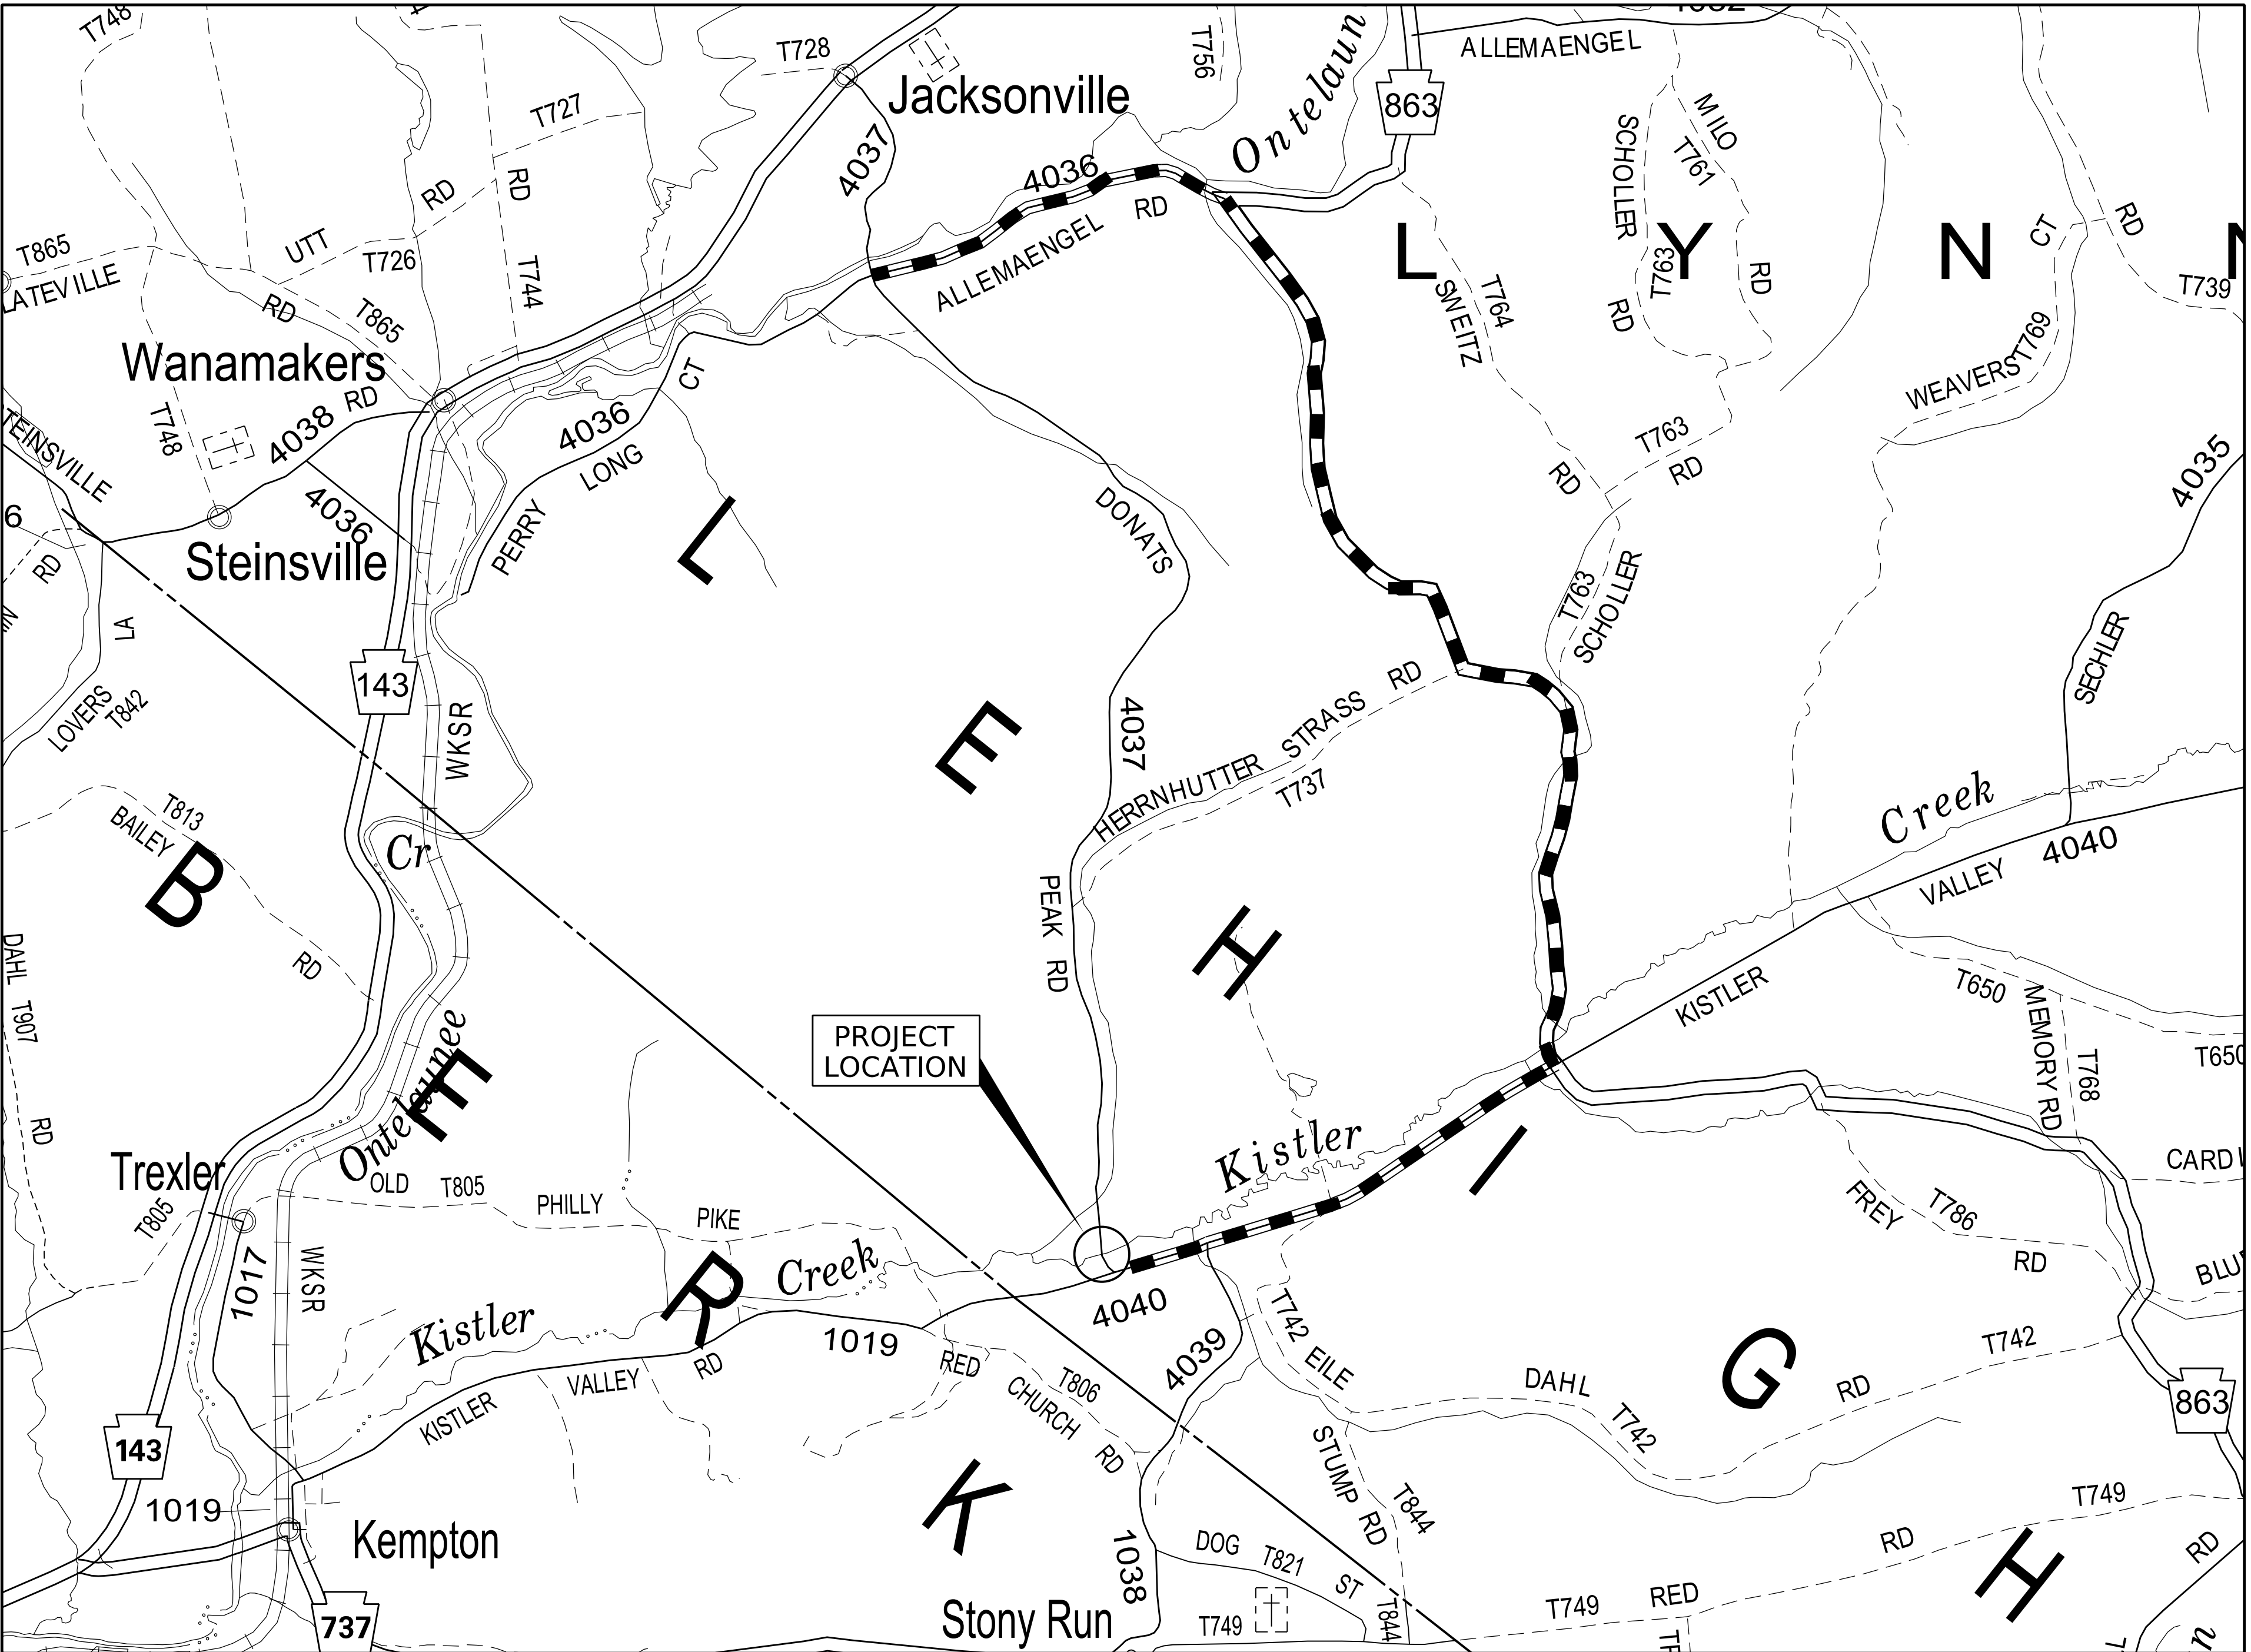 T748
T728
T756
Ontelaun
ALLEMAENGEL
Jacksonville
863
T727
4037
MILO
SCHOLLER
T761
RD
RD
4036
RD
T865
UTT
T726
ALLEMAENGEL
L Y N
CT
RD
LATEVILLE
RD
T865
T744
T763
RD
RD
T764
SWEITZ
T739
Wanamakers
CT
T769
WEAVERS
T748
4038
RD
4036
LONG
T763
RD
RD
4035
TEINSVILLE
4036
PERRY
DONATS
6
Steinsville
L
RD
T763
SCHOLLER
LA
143
SECHLER
LOVERS
T842
WKSR
4037
STRASS
RD
E
HERRNHUTTER
T737
T813
BAILEY
Creek
4040
Cr
B
VALLEY
PEAK
RD
DAHL
T907
RD
RD
H
KISTLER
T650
MEMORY RD
T768
T650
PROJECT
LOCATION
Ontelaunee
E
Kistler
I
Trexler
OLD
T805
PHILLY
PIKE
T805
CARDI
FREY
T786
RD
BLU
1017
WKSR
Creek
R
Kistler
4040
1019
4039
T742
EILE
DAHL
T742
RD
T742
G
VALLEY
RD
RED
T806
CHURCH
RD
KISTLER
863
143
STUMP RD
T844
K
1019
Kempton
1038
DOG
T821
ST
T844
T749
RD
H
RD
737
Stony Run
T749
T749
RED